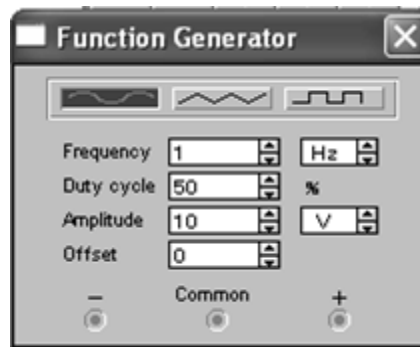 Function Generator
Frequency 1 Hz
Duty cycle 50 %
Amplitude 10 V
Offset 0
− Common +